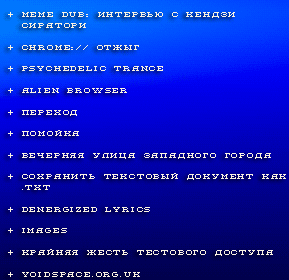 + MEME DUB: ИНТЕРВЬЮ С КЕНДЗИ
СИРАТОРИ
+ CHROME:// ОТЖЫГ
+ PSYCHEDELIC TRANCE
+ ALIEN BROWSER
+ ПЕРЕХОД
+ ПОМОЙКА
+ ВЕЧЕРНЯЯ УЛИЦА ЗАПАДНОГО ГОРОДА
+ СОХРАНИТЬ ТЕКСТОВЫЙ ДОКУМЕНТ КАК
.TXT
+ DENERGIZED LYRICS
+ IMAGES
+ КРАЙНЯЯ ЖЕСТЬ ТЕСТОВОГО ДОСТУПА
+ VOIDSPACE.ORG.UK